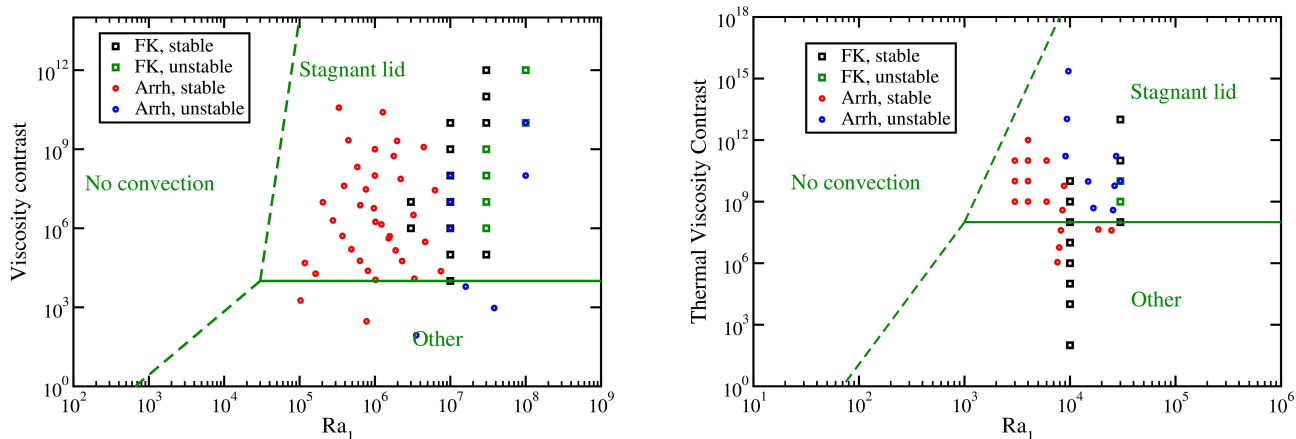 FK, stable
FK, unstable
Arrh, stable
Arrh, unstable
Stagnant lid
No convection
Other
Viscosity contrast
10^12
10^9
10^6
10^3
10^0
10^2 10^3 10^4 10^5 10^6 10^7 10^8 10^9
Ra_1
FK, stable
FK, unstable
Arrh, stable
Arrh, unstable
Stagnant lid
No convection
Other
Thermal Viscosity Contrast
10^18
10^15
10^12
10^9
10^6
10^3
10^0
10^1 10^2 10^3 10^4 10^5 10^6
Ra_1